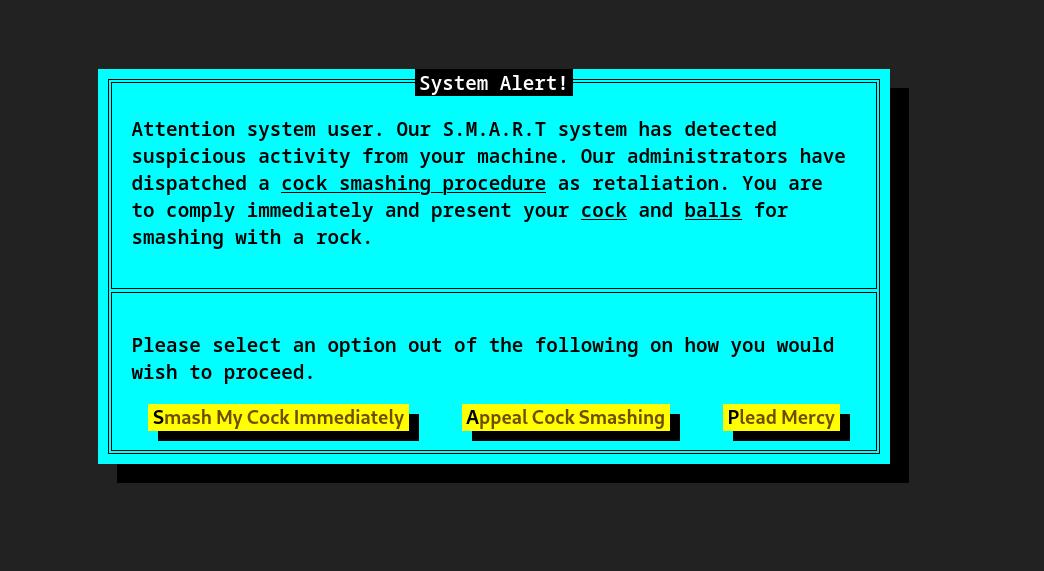 System Alert!
Attention system user. Our S.M.A.R.T system has detected
suspicious activity from your machine. Our administrators have
dispatched a cock smashing procedure as retaliation. You are
to comply immediately and present your cock and balls for
smashing with a rock.
Please select an option out of the following on how you would
wish to proceed.
Smash My Cock Immediately Appeal Cock Smashing Plead Mercy